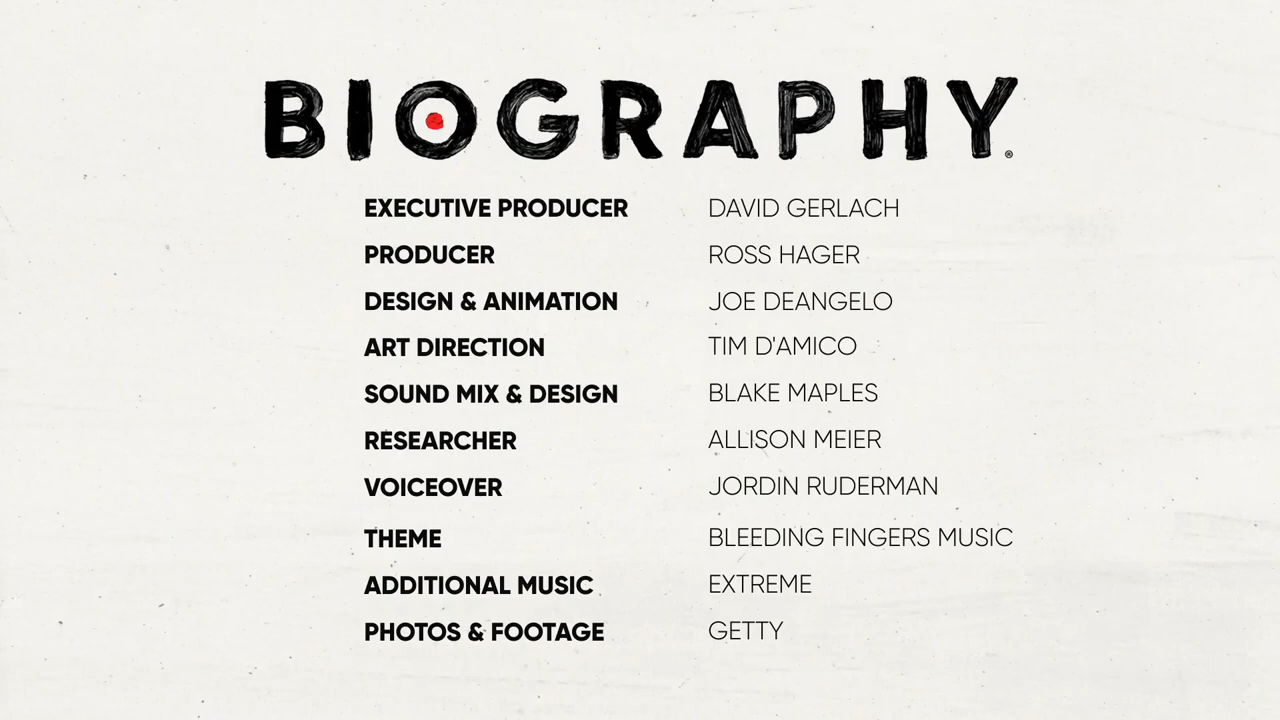 BIOGRAPHY®
EXECUTIVE PRODUCER DAVID GERLACH
PRODUCER ROSS HAGER
DESIGN & ANIMATION JOE DEANGELO
ART DIRECTION TIM D'AMICO
SOUND MIX & DESIGN BLAKE MAPLES
RESEARCHER ALLISON MEIER
VOICEOVER JORDIN RUDERMAN
THEME BLEEDING FINGERS MUSIC
ADDITIONAL MUSIC EXTREME
PHOTOS & FOOTAGE GETTY